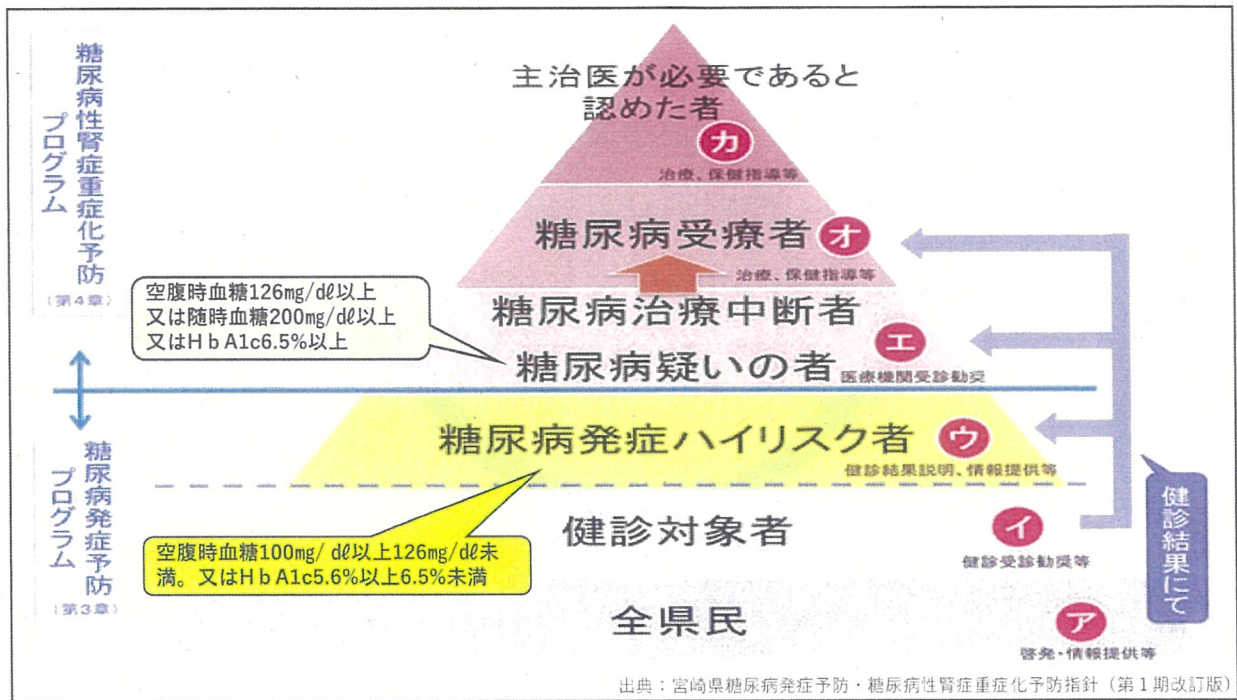 糖尿病性腎症重症化予防
プログラム
（第4章）
主治医が必要であると
認めた者
カ
治療、保健指導等
糖尿病受療者
オ
治療、保健指導等
空腹時血糖126㎎/㎗以上
又は随時血糖200㎎/㎗以上
又はＨｂA1c6.5%以上
糖尿病治療中断者
糖尿病疑いの者
エ
医療機関受診勧奨
糖尿病発症予防
プログラム
（第3章）
糖尿病発症ハイリスク者
ウ
健診結果説明、情報提供等
空腹時血糖100㎎/ ㎗以上126㎎/㎗未
満。又はＨｂA1c5.6%以上6.5%未満
健診対象者
イ
健診受診勧奨等
健診結果にて
全県民
ア
啓発・情報提供等
出典：宮崎県糖尿病発症予防・糖尿病性腎症重症化予防指針（第１期改訂版）